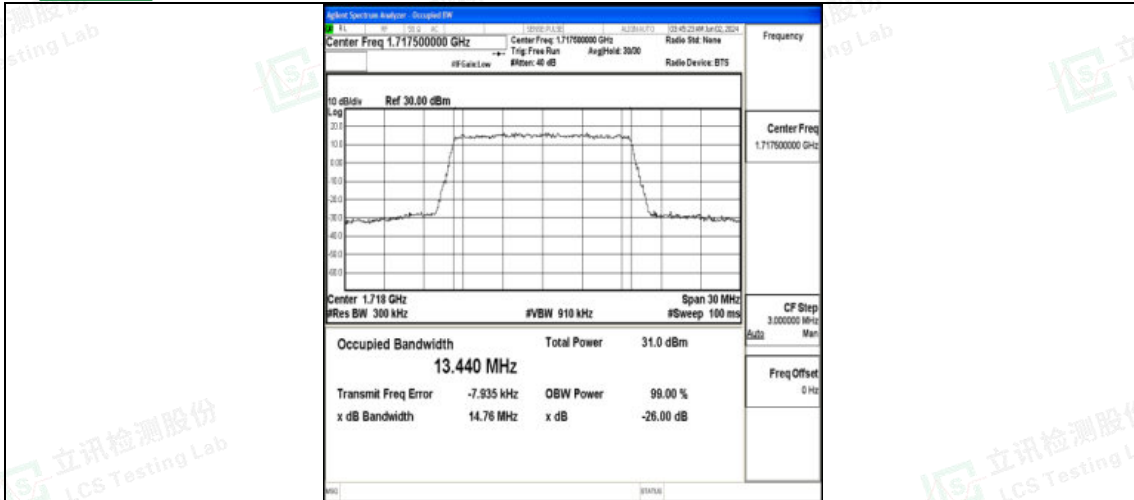 Agilent Spectrum Analyzer - Occupied BW
Center Freq 1.717500000 GHz
SENSE:PULSE
ALIGN AUTO
Center Freq: 1.717500000 GHz
Trig: Free Run
Avg|Hold: 30/30
#IFGain:Low
#Atten: 40 dB
Radio Std: None
Radio Device: BTS
Frequency
10 dB/div
Ref 30.00 dBm
Log
20.0
10.0
0.00
-10.0
-20.0
-30.0
-40.0
-50.0
-60.0
Center Freq
1.717500000 GHz
Center 1.718 GHz
Span 30 MHz
#Res BW 300 kHz
#VBW 910 kHz
#Sweep 100 ms
CF Step
3.000000 MHz
Auto Man
Occupied Bandwidth
Total Power 31.0 dBm
13.440 MHz
Freq Offset
0 Hz
Transmit Freq Error -7.935 kHz
OBW Power 99.00 %
x dB Bandwidth 14.76 MHz
x dB -26.00 dB
MSG
STATUS
立讯检测股份
LCS Testing Lab